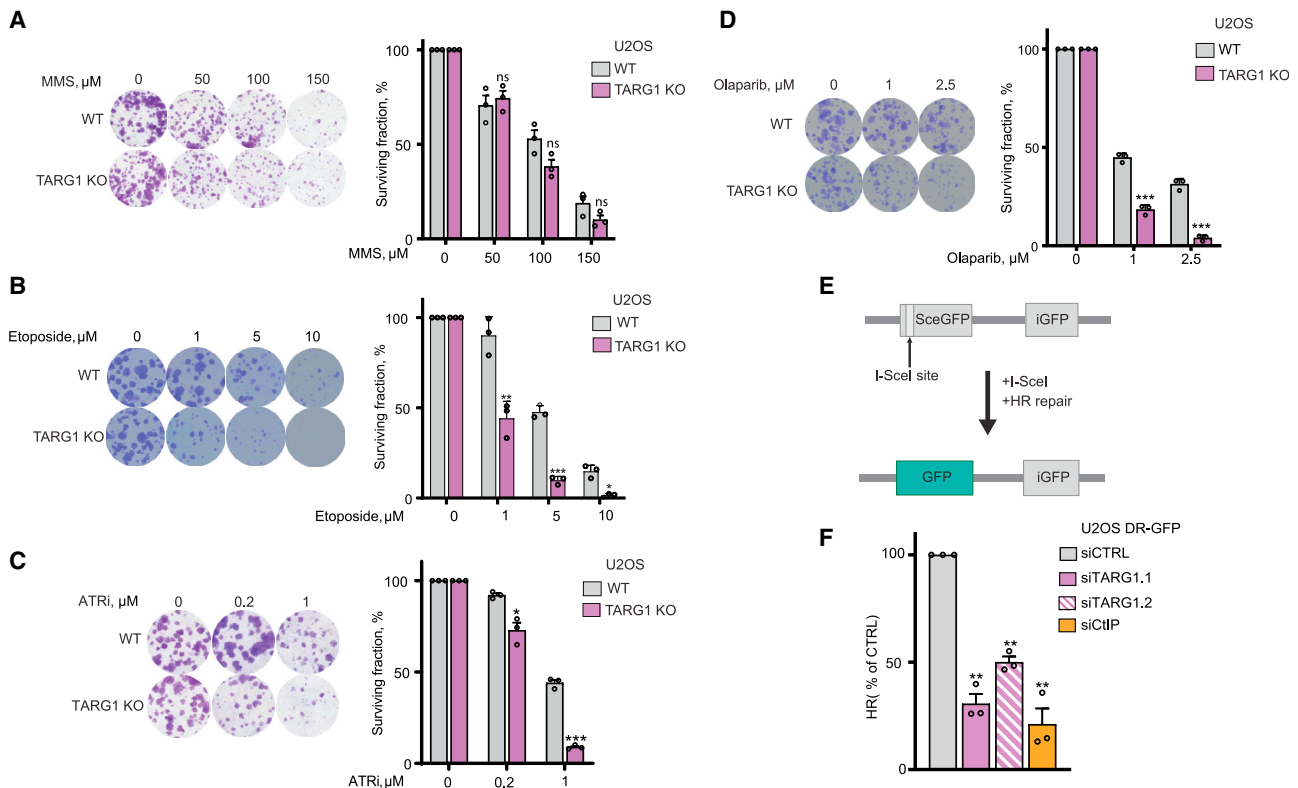 A
MMS, µM
0 50 100 150
WT
TARG1 KO
Surviving fraction, %
100
50
0
U2OS
WT
TARG1 KO
ns
ns
ns
MMS, µM
0 50 100 150
B
Etoposide,µM
0 1 5 10
WT
TARG1 KO
Surviving fraction, %
100
50
0
U2OS
WT
TARG1 KO
**
***
*
Etoposide,µM
0 1 5 10
C
ATRi, µM
0 0.2 1
WT
TARG1 KO
Surviving fraction, %
100
50
0
U2OS
WT
TARG1 KO
*
***
ATRi,µM
0 0.2 1
D
Olaparib, µM
0 1 2.5
WT
TARG1 KO
Surviving fraction, %
100
50
0
U2OS
WT
TARG1 KO
***
***
Olaparib, µM
0 1 2.5
E
SceGFP iGFP
I-SceI site
+I-SceI
+HR repair
GFP iGFP
F
U2OS DR-GFP
siCTRL
siTARG1.1
siTARG1.2
siCtIP
HR( % of CTRL)
100
50
0
**
**
**